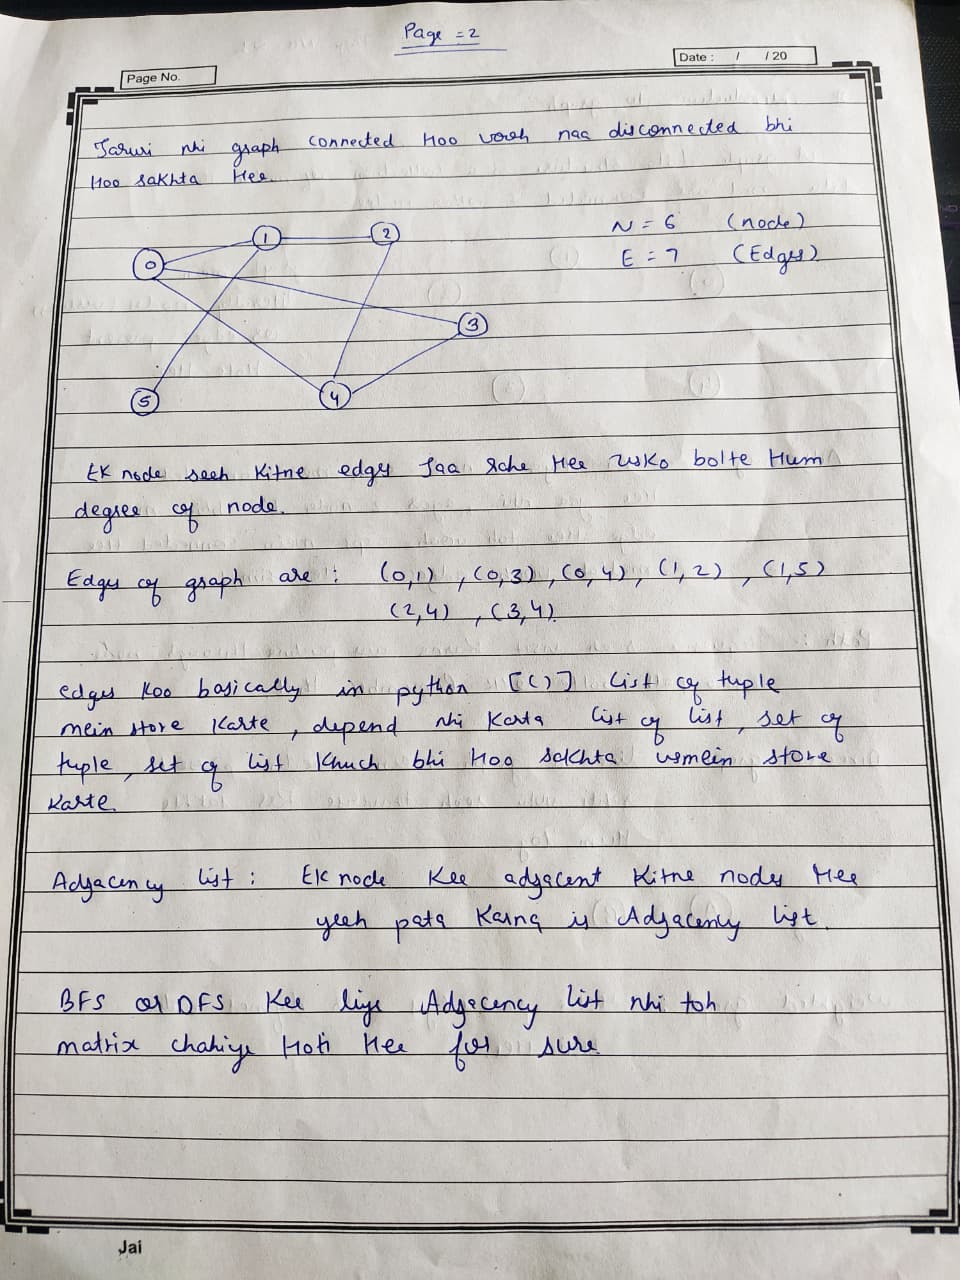 Page = 2
Page No.
Date : / / 20
Jaruri nhi graph connected Hoo woh naa disconnected bhi
Hoo sakhta Hee.
0 1 2
3
5 4
N = 6 (node)
E = 7 (Edges)
Ek node seeh Kitne edges Jaa rahe Hee usko bolte Hum
degree of node.
Edges of graph are : (0,1) , (0,3) , (0,4) , (1,2) , (1,5)
(2,4) , (3,4).
edges Koo basically in python [()] list of tuple
mein store Karte , depend nhi Karta list of list, set of
tuple, set of list Khuch bhi Hoo sakhta usmein store
Karte.
Adjacency list : Ek node Kee adjacent Kitne nodes Hee
yeeh pata Karna is Adjacency list.
BFS or DFS Kee liye Adjacency list nhi toh
matrix chahiye Hoti Hee for sure.
Jai